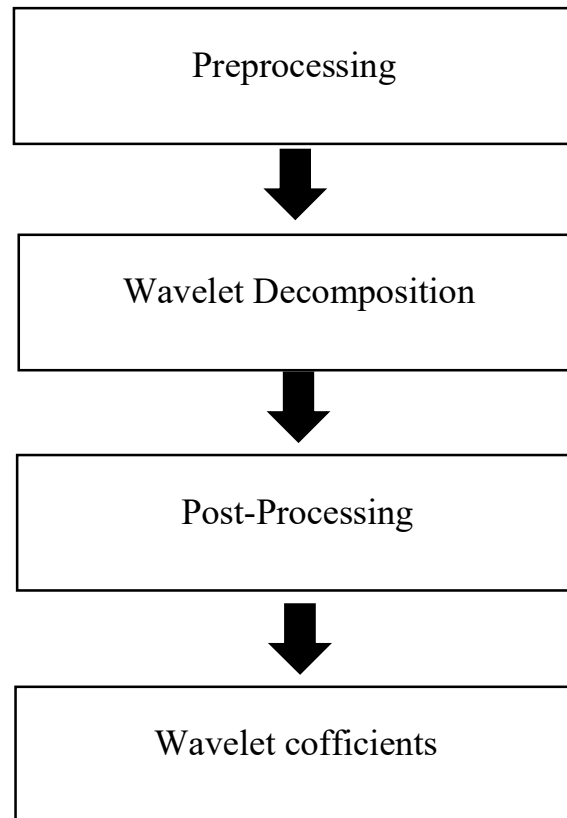 Preprocessing
Wavelet Decomposition
Post-Processing
Wavelet cofficients